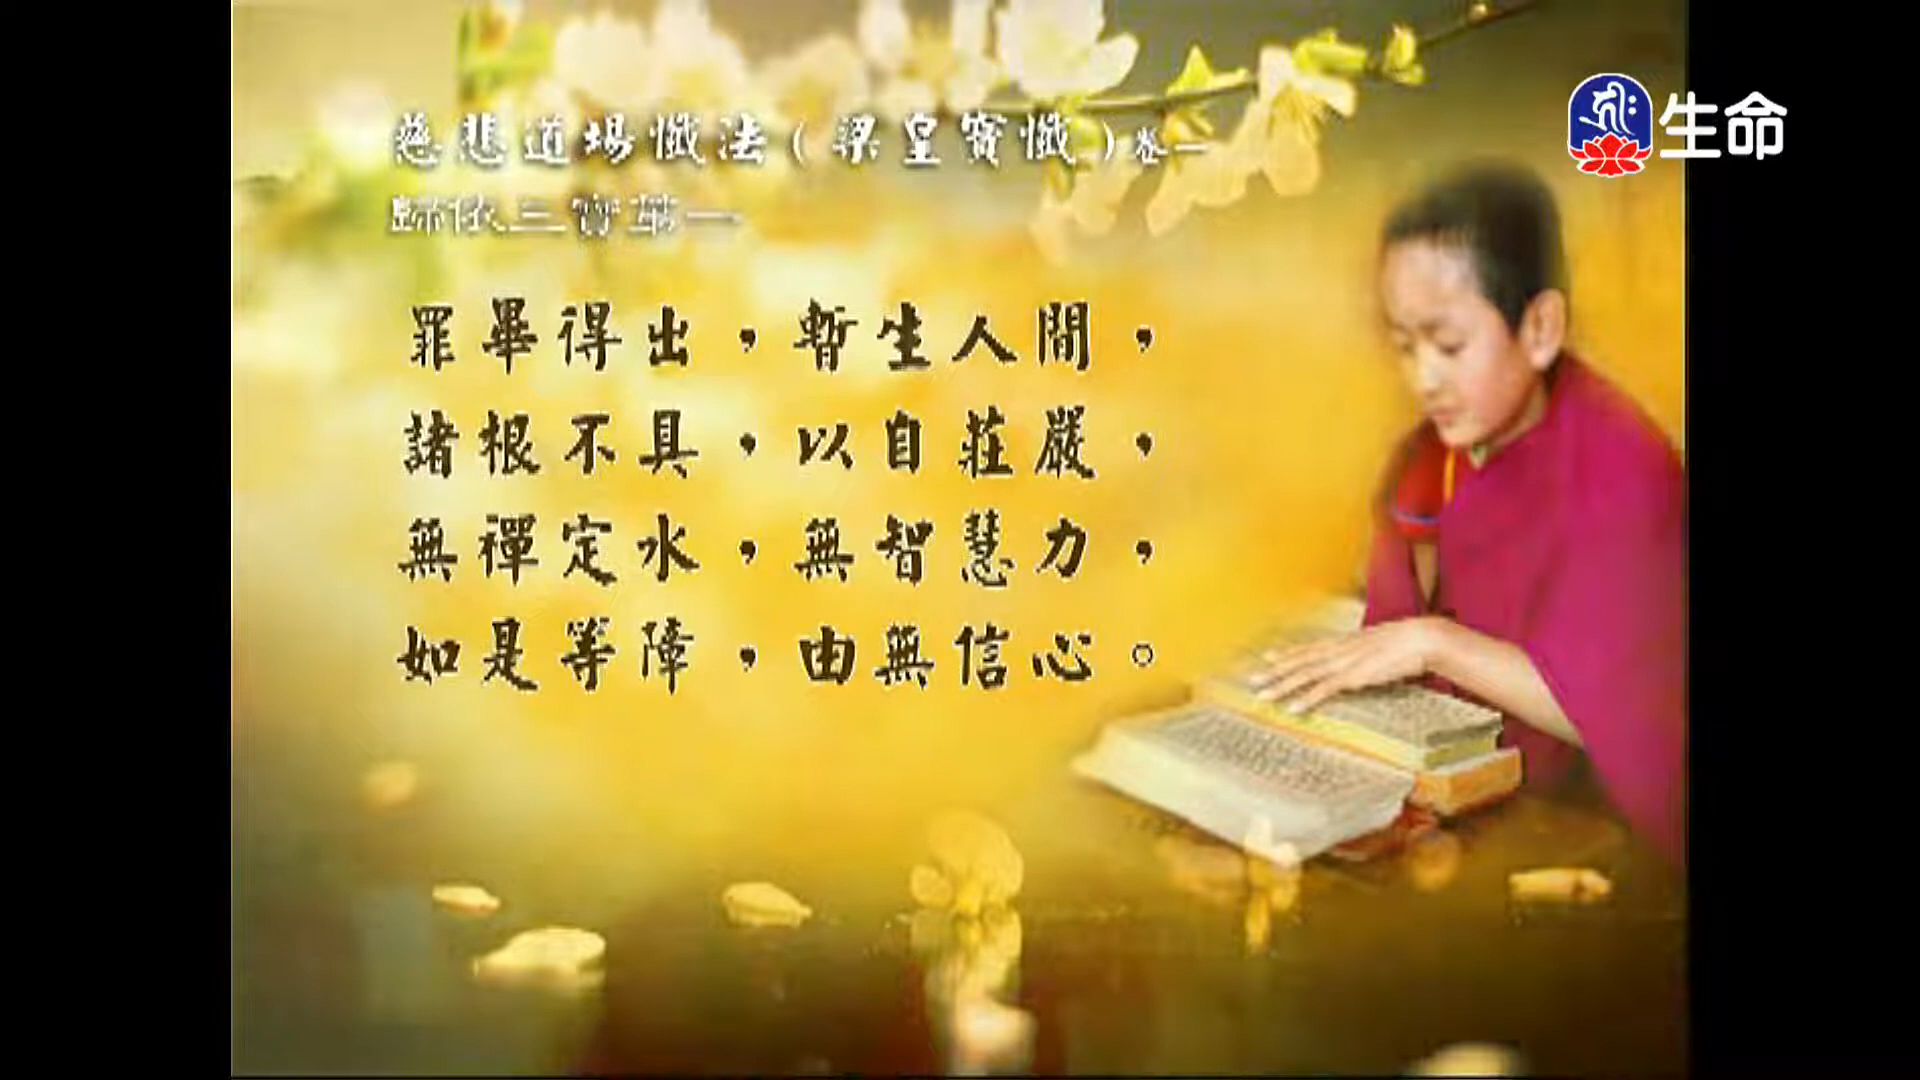 慈悲道場懺法(梁皇寶懺)卷一
生命
歸依三寶第一
罪畢得出，暫生人間，
諸根不具，以自莊嚴，
無禪定水，無智慧力，
如是等障，由無信心。